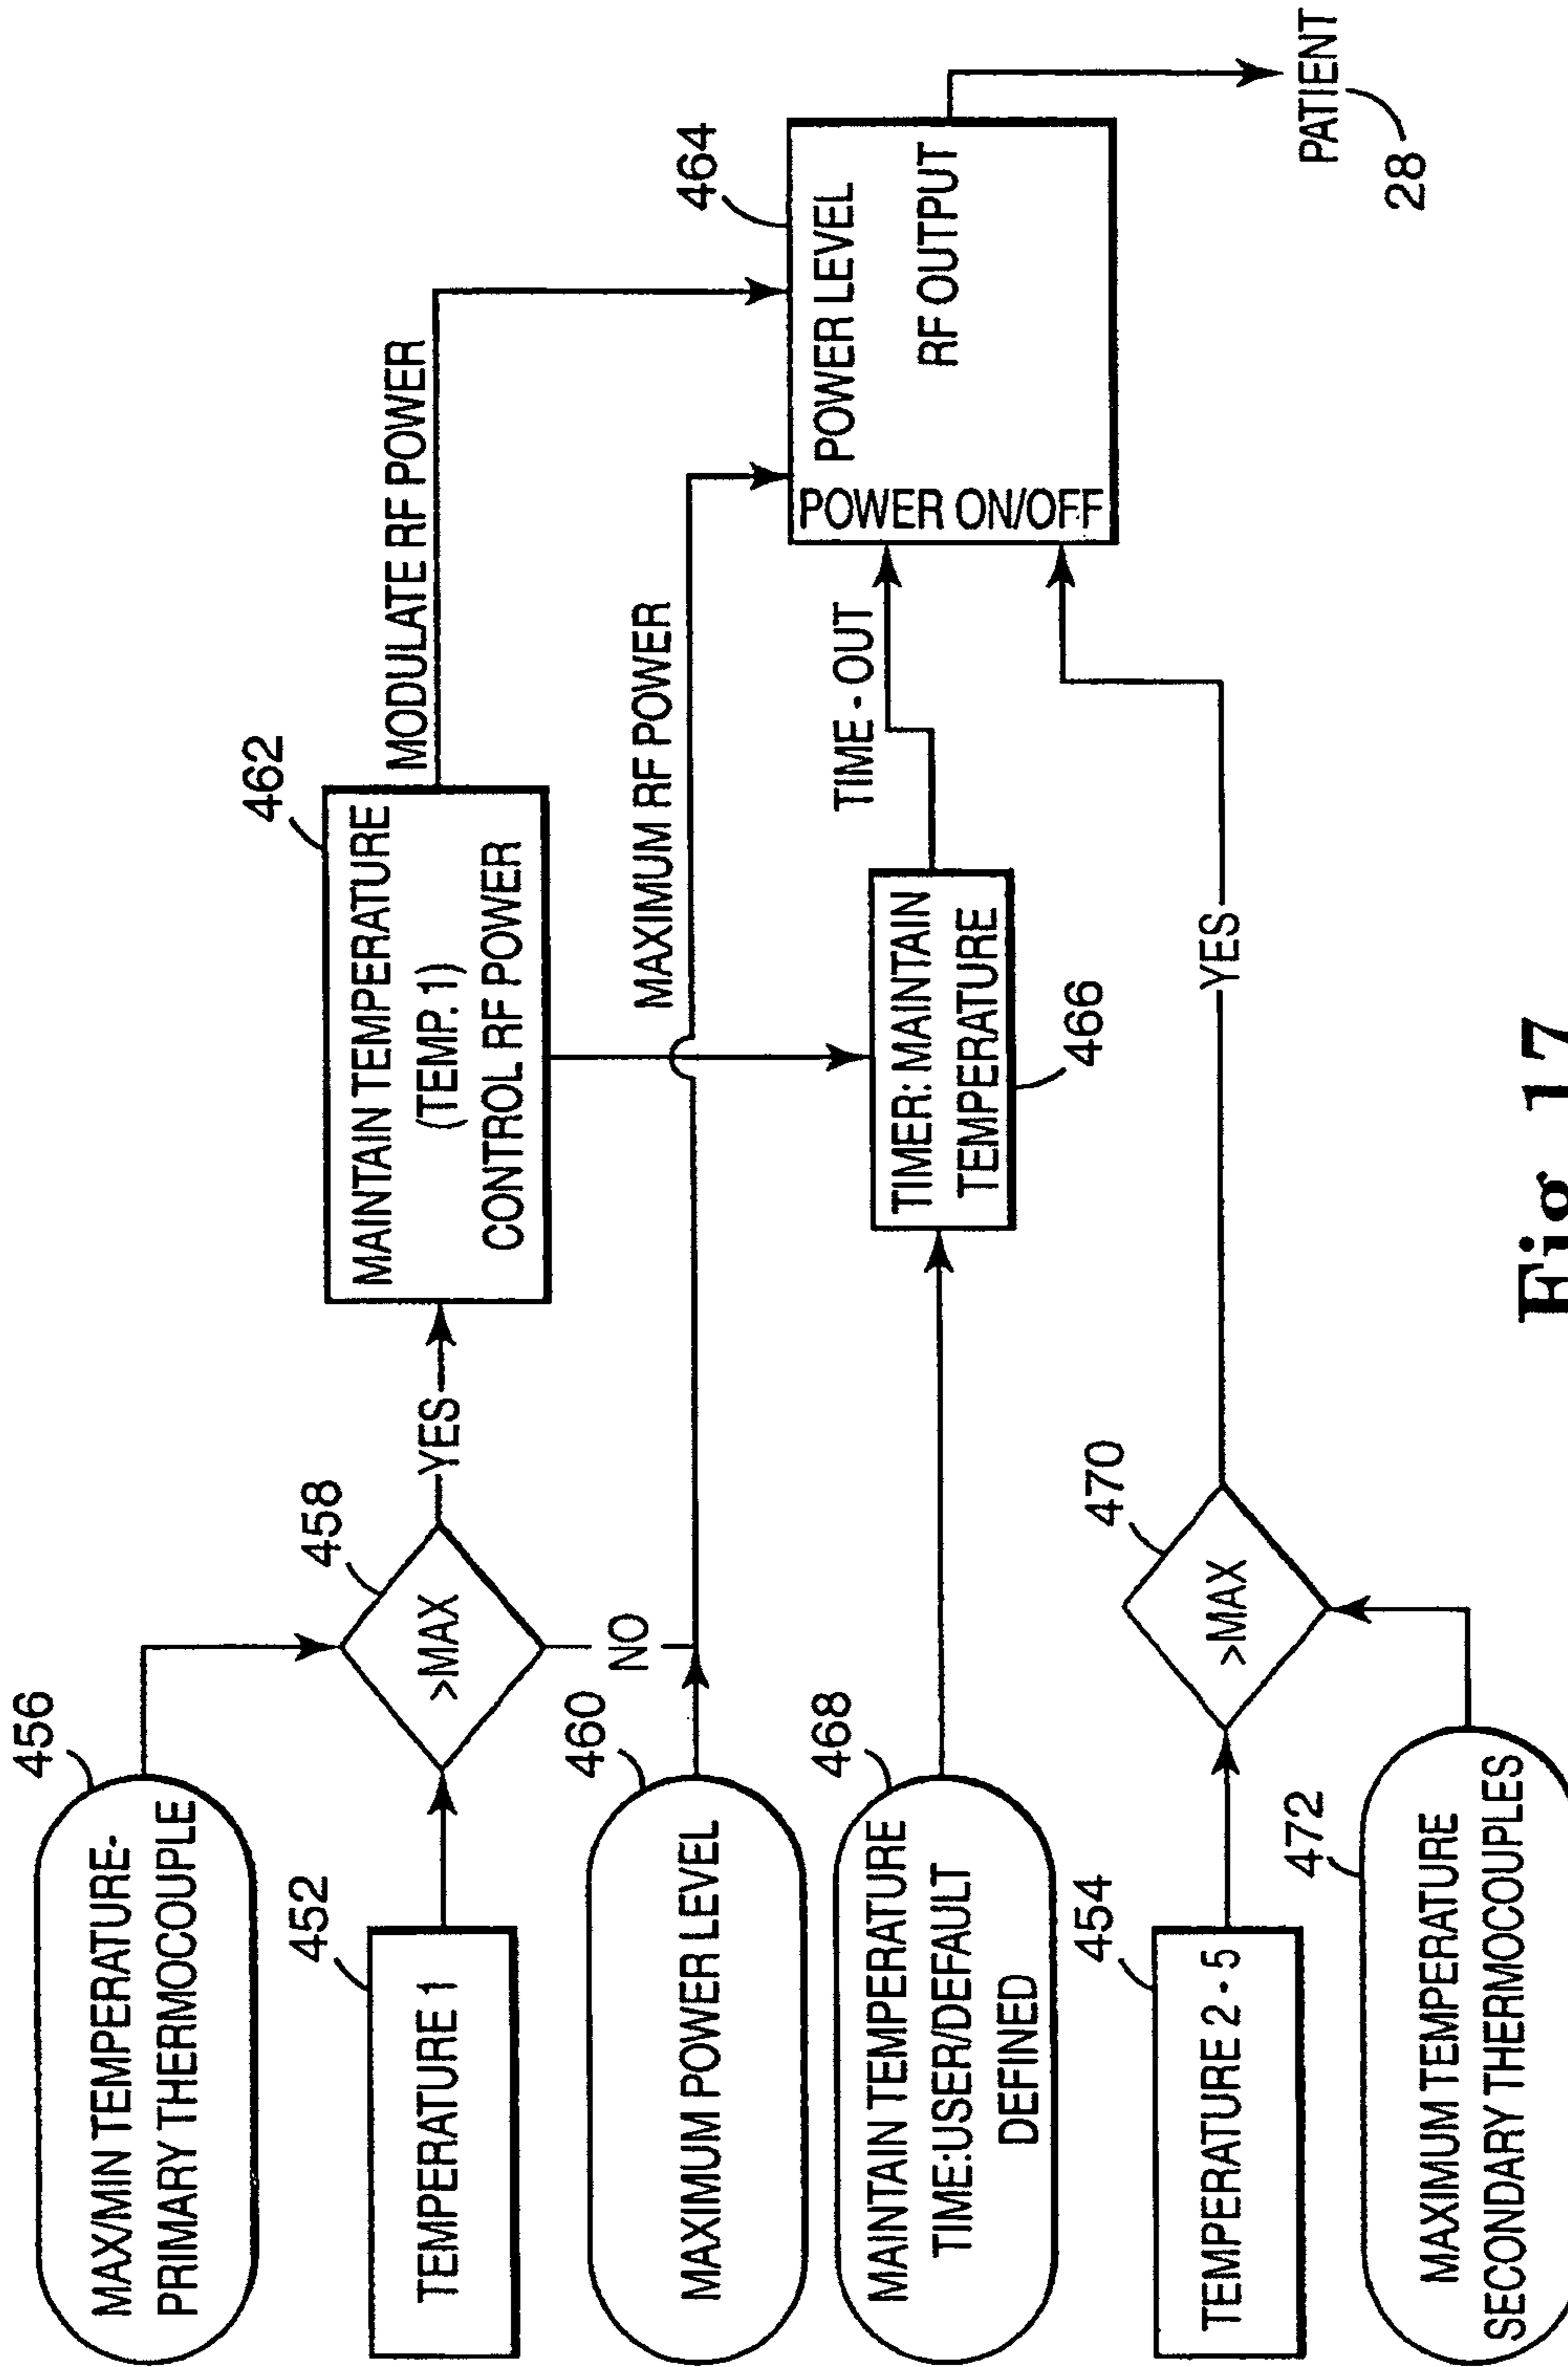 456
MAX/MIN TEMPERATURE-
PRIMARY THERMOCOUPLE
452
TEMPERATURE 1
458
>MAX
YES
NO
462
MAINTAIN TEMPERATURE
(TEMP. 1)
CONTROL RF POWER
MODULATE RF POWER
460
MAXIMUM POWER LEVEL
MAXIMUM RF POWER
464
POWER LEVEL
RF OUTPUT
POWER ON/OFF
PATIENT
28
468
MAINTAIN TEMPERATURE
TIME:USER/DEFAULT
DEFINED
TIMER: MAINTAIN
TEMPERATURE
466
TIME - OUT
454
TEMPERATURE 2 - 5
470
>MAX
YES
472
MAXIMUM TEMPERATURE
SECONDARY THERMOCOUPLES
Fig. 17